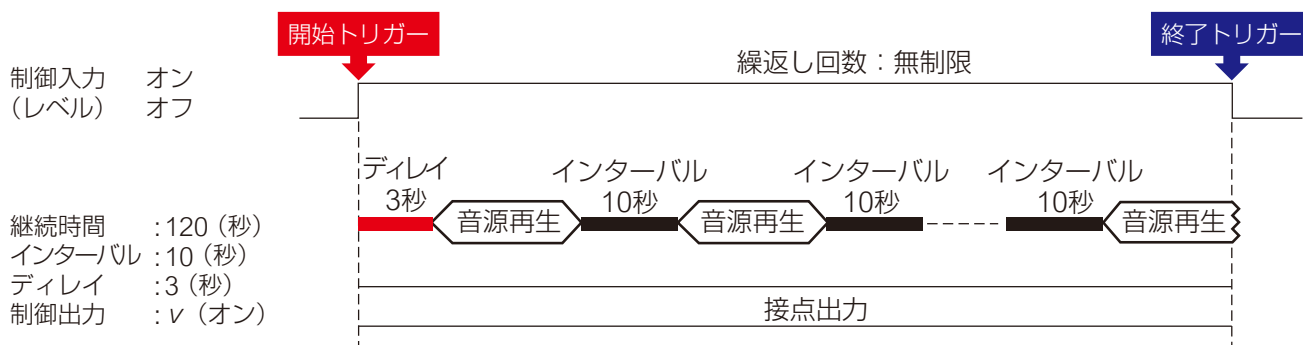 開始トリガー
終了トリガー
繰返し回数：無制限
制御入力 オン
（レベル） オフ
ディレイ
3秒
インターバル
10秒
インターバル
10秒
インターバル
10秒
音源再生
音源再生
音源再生
継続時間 :120（秒）
インターバル :10（秒）
ディレイ :3（秒）
制御出力 :v（オン）
接点出力